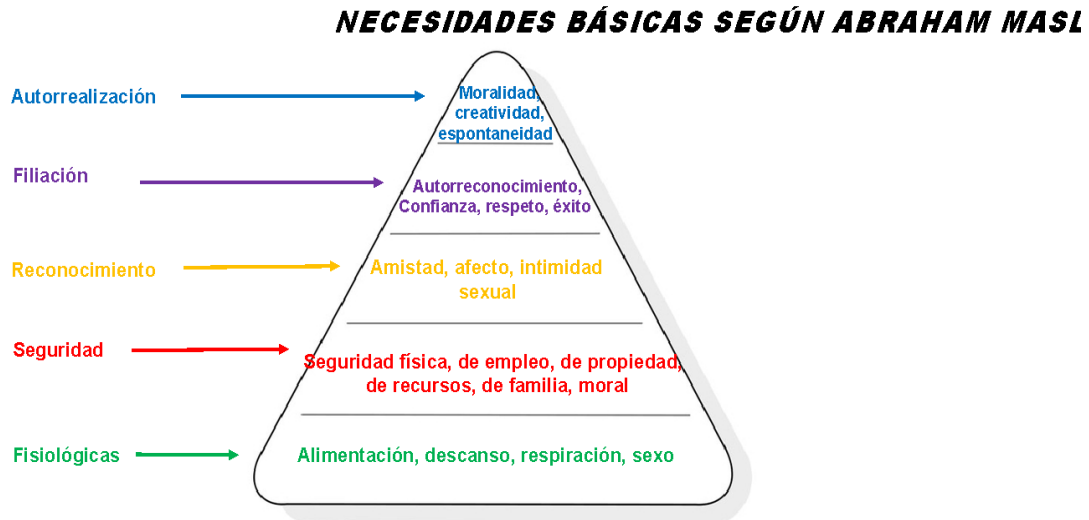 NECESIDADES BÁSICAS SEGÚN ABRAHAM MASL
Autorrealización
Moralidad,
creatividad,
espontaneidad
Filiación
Autorreconocimiento,
Confianza, respeto, éxito
Reconocimiento
Amistad, afecto, intimidad
sexual
Seguridad
Seguridad física, de empleo, de propiedad,
de recursos, de familia, moral
Fisiológicas
Alimentación, descanso, respiración, sexo